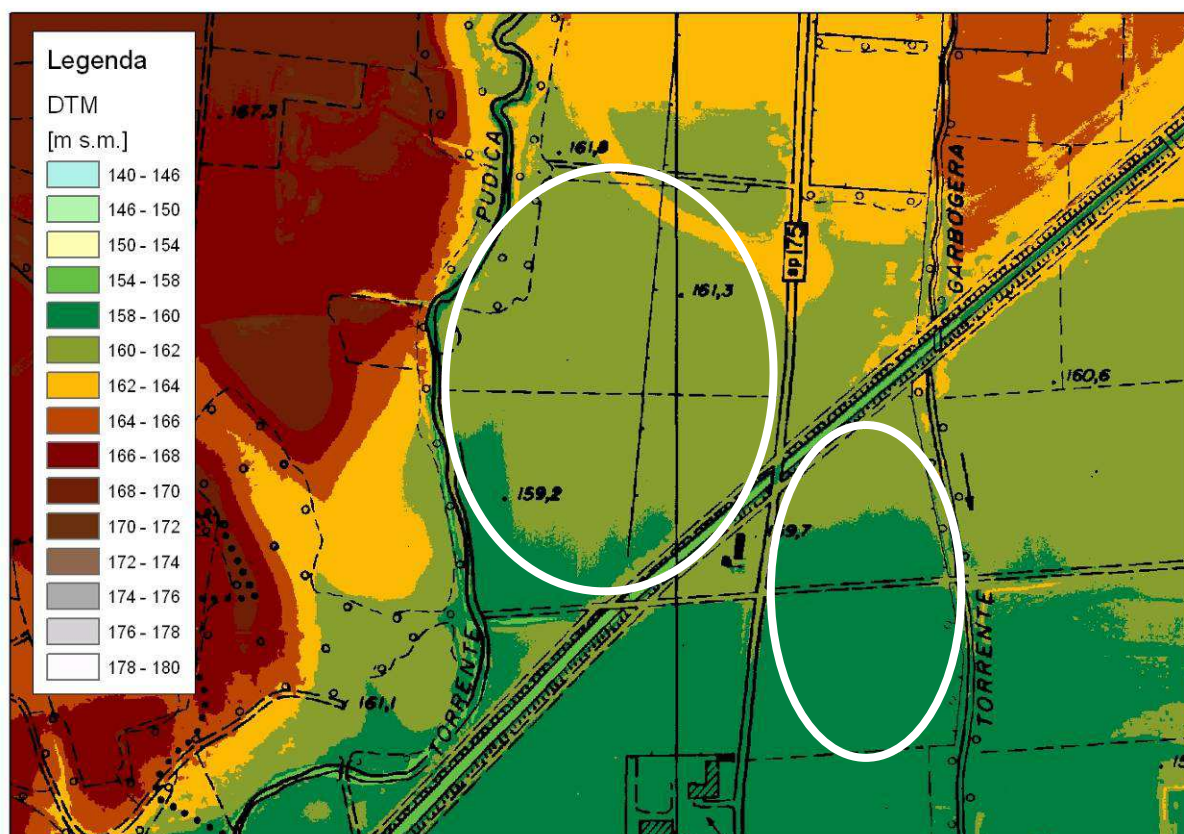 Legenda
DTM
[m s.m.]
140 - 146
146 - 150
150 - 154
154 - 158
158 - 160
160 - 162
162 - 164
164 - 166
166 - 168
168 - 170
170 - 172
172 - 174
174 - 176
176 - 178
178 - 180
167,3
PUDICA
161,8
sp175
GARBOGERA
161,3
160,6
159,2
TORRENTE
161,1
TORRENTE